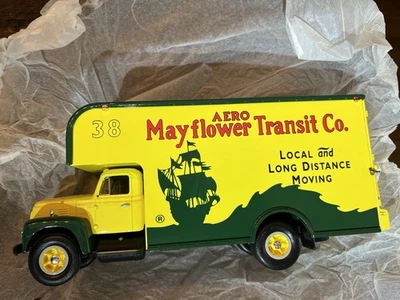 38
AERO
Mayflower Transit Co.
LOCAL and
LONG DISTANCE
MOVING
®